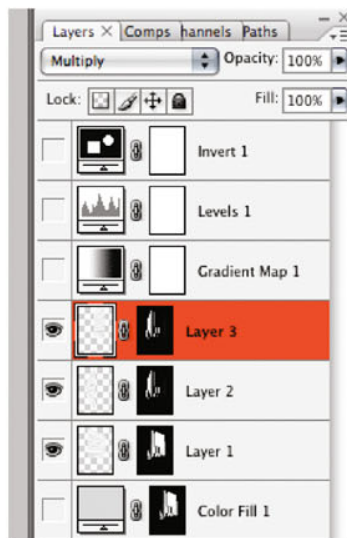 Layers × Comps hannels Paths
Multiply Opacity: 100%
Lock: Fill: 100%
Invert 1
Levels 1
Gradient Map 1
Layer 3
Layer 2
Layer 1
Color Fill 1